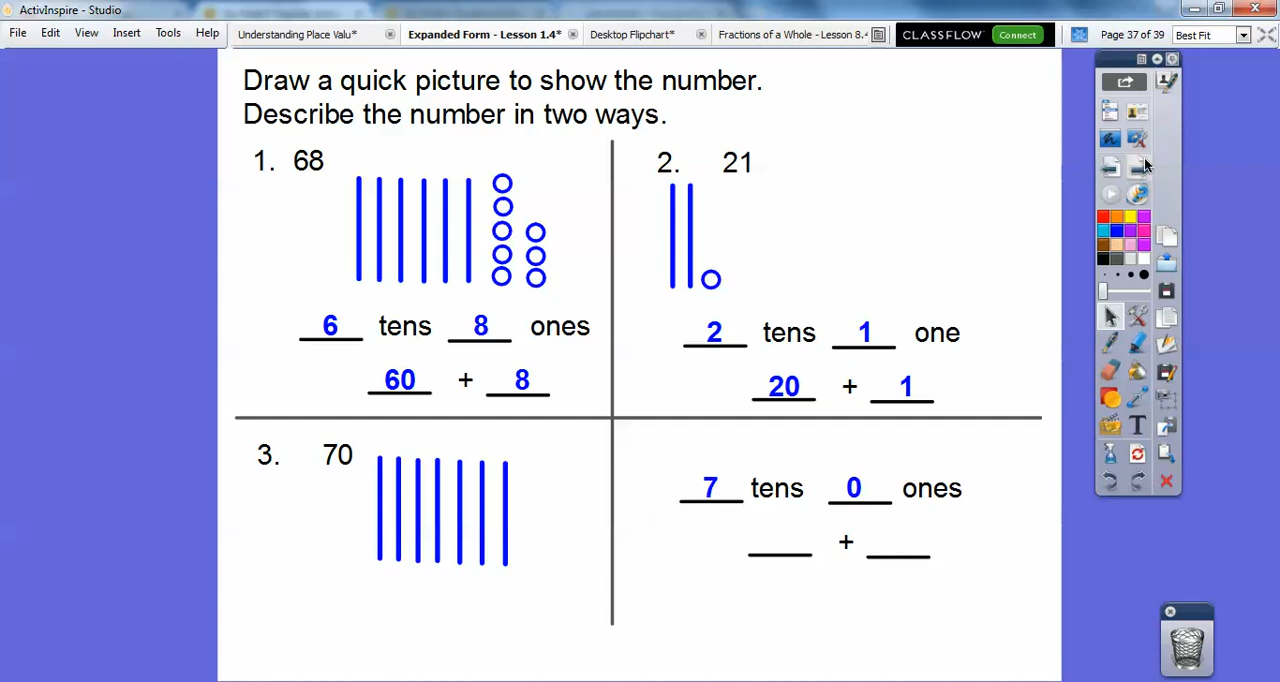 ActivInspire - Studio
File Edit View Insert Tools Help
Understanding Place Valu* Expanded Form - Lesson 1.4* Desktop Flipchart* Fractions of a Whole - Lesson 8.4
CLASSFLOW Connect
Page 37 of 39 Best Fit
Draw a quick picture to show the number.
Describe the number in two ways.
1. 68
6 tens 8 ones
60 + 8
2. 21
2 tens 1 one
20 + 1
3. 70
7 tens 0 ones
+